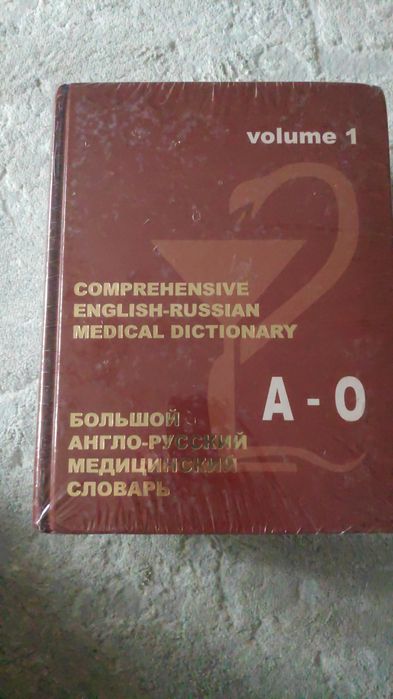 volume 1
COMPREHENSIVE
ENGLISH-RUSSIAN
MEDICAL DICTIONARY
A - O
БОЛЬШОЙ
АНГЛО-РУССКИЙ
МЕДИЦИНСКИЙ
СЛОВАРЬ